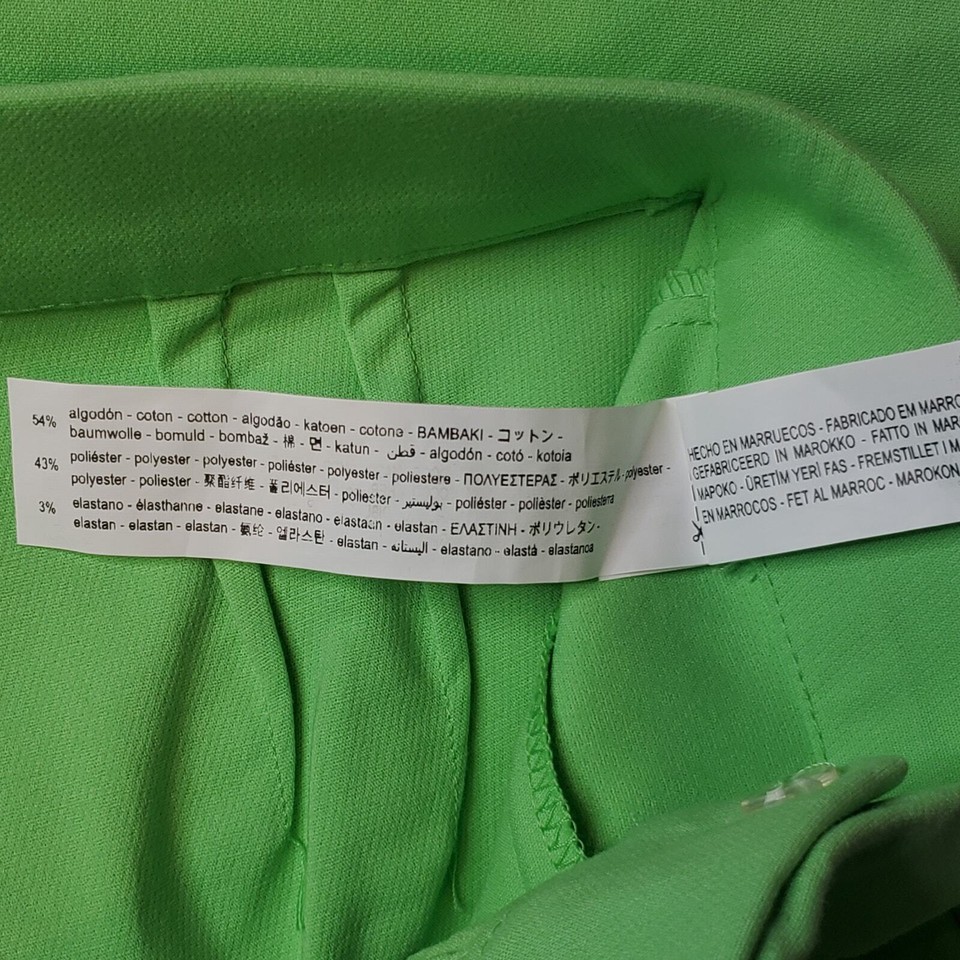 54% algodón - coton - cotton - algodão - katoen - cotone - BAMBAKI - コットン -
baumwolle - bomuld - bombaž - 棉 - 면 - katun - قطن - algodón - cotó - kotoia
43% poliéster - polyester - polyester - poliéster - polyester - poliestere - ΠΟΛΥΕΣΤΕΡΑΣ - ポリエステル - polyester -
polyester - poliester - 聚酯纤维 - 폴리에스터 - poliester - بوليستير - poliéster - polièster - poliesterra
3% elastano - élasthanne - elastane - elastano - elastaan - elastan - ΕΛΑΣΤΙΝΗ - ポリウレタン -
elastan - elastan - elastan - 氨纶 - 엘라스탄 - elastan - اليستانه - elastano - elastà - elastanoa
HECHO EN MARRUECOS - FABRICADO EM MARRO
GEFABRICEERD IN MAROKKO - FATTO IN MAR
MAPOKO - ÜRETİM YERİ FAS - FREMSTILLET I M
EN MARROCOS - FET AL MARROC - MAROKON